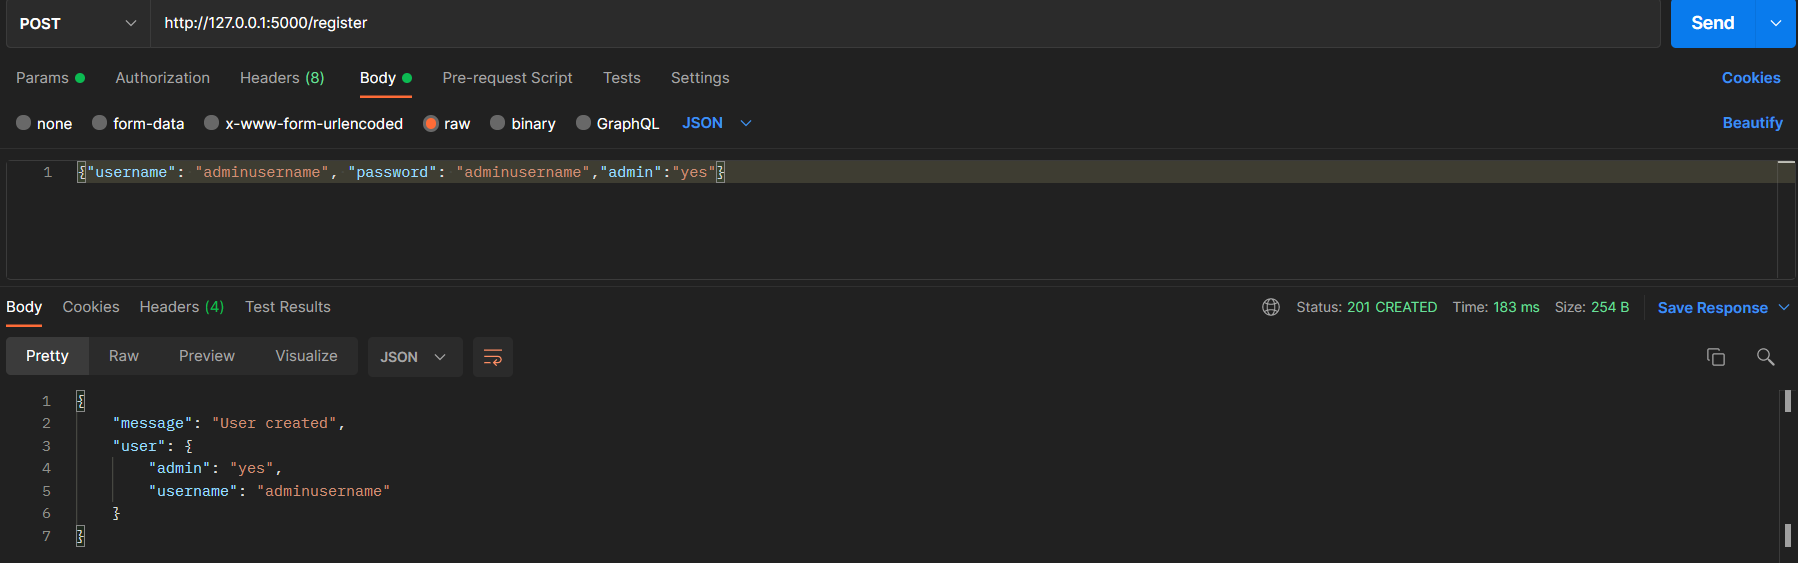 POST http://127.0.0.1:5000/register Send
Params Authorization Headers (8) Body Pre-request Script Tests Settings Cookies
none form-data x-www-form-urlencoded raw binary GraphQL JSON Beautify
1 {"username": "adminusername", "password": "adminusername","admin":"yes"}
Body Cookies Headers (4) Test Results Status: 201 CREATED Time: 183 ms Size: 254 B Save Response
Pretty Raw Preview Visualize JSON
1 {
2 "message": "User created",
3 "user": {
4 "admin": "yes",
5 "username": "adminusername"
6 }
7 }